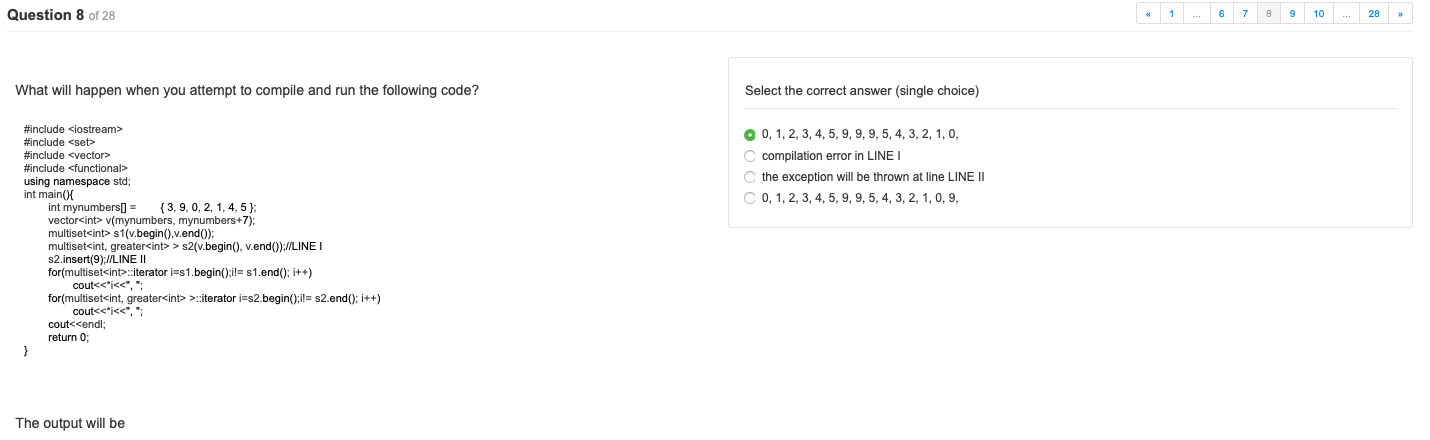 Question 8 of 28
« 1 ... 6 7 8 9 10 ... 28 »
What will happen when you attempt to compile and run the following code?
#include <iostream>
#include <set>
#include <vector>
#include <functional>
using namespace std;
int main(){
int mynumbers[] = { 3, 9, 0, 2, 1, 4, 5 };
vector<int> v(mynumbers, mynumbers+7);
multiset<int> s1(v.begin(),v.end());
multiset<int, greater<int> > s2(v.begin(), v.end());//LINE I
s2.insert(9);//LINE II
for(multiset<int>::iterator i=s1.begin();i!= s1.end(); i++)
cout<<*i<<", ";
for(multiset<int, greater<int> >::iterator i=s2.begin();i!= s2.end(); i++)
cout<<*i<<", ";
cout<<endl;
return 0;
}
The output will be
Select the correct answer (single choice)
0, 1, 2, 3, 4, 5, 9, 9, 9, 5, 4, 3, 2, 1, 0,
compilation error in LINE I
the exception will be thrown at line LINE II
0, 1, 2, 3, 4, 5, 9, 9, 5, 4, 3, 2, 1, 0, 9,